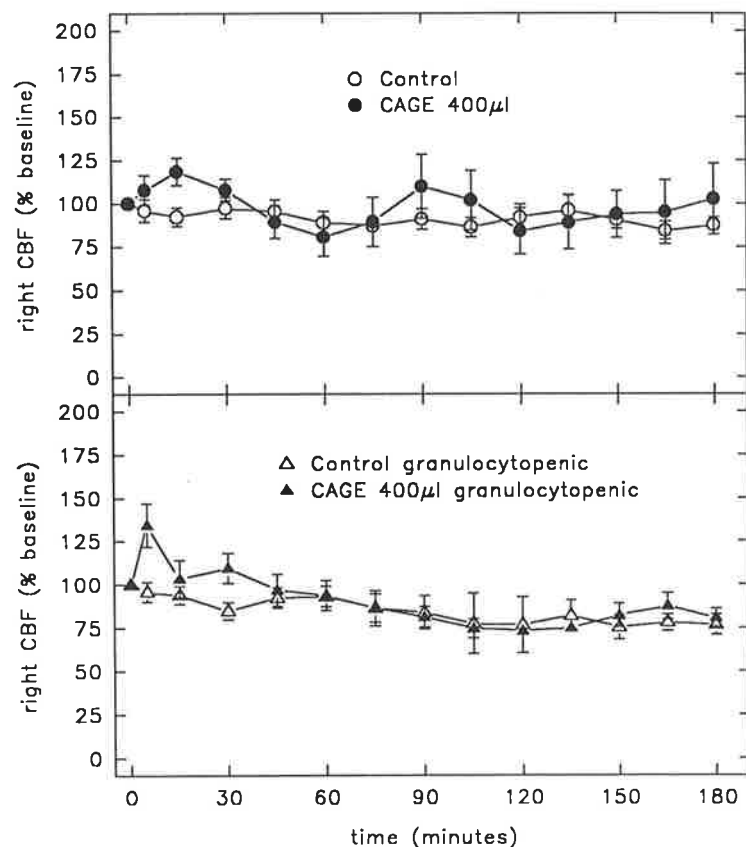 200
175
150
125
100
75
50
25
0
right CBF (% baseline)
Control
CAGE 400μl
200
175
150
125
100
75
50
25
0
right CBF (% baseline)
Control granulocytopenic
CAGE 400μl granulocytopenic
0 30 60 90 120 150 180
time (minutes)